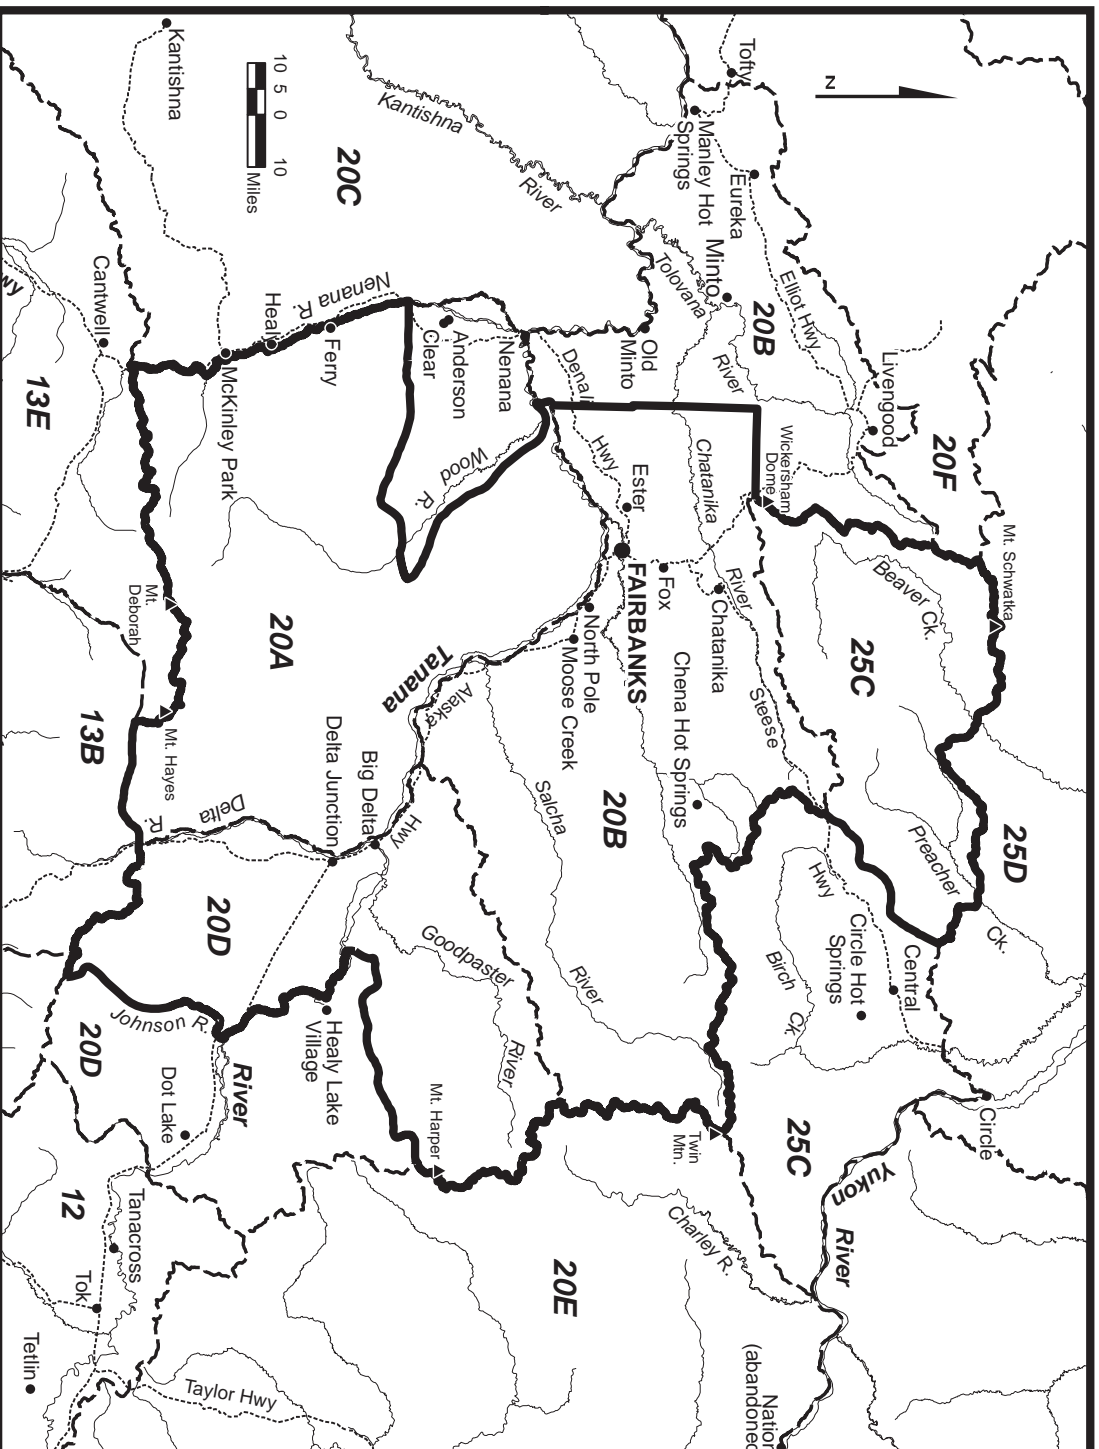 Kantishna
10 5 0 10
Miles
Kantishna
River
20C
Tofty
Manley Hot
Springs
Eureka
Minto
Tolovana
River
20B
Elliot Hwy
Livengood
20F
N
Mt. Schwatka
Wickersham
Dome
Beaver Ck.
25C
25D
Preacher
Ck.
Old
Minto
Denali
Hwy
Nenana
Anderson
Clear
Nenana
R.
Ferry
Healy
McKinley Park
Cantwell
wy
13E
Wood
R.
Ester
FAIRBANKS
Fox
Chatanika
River
Chatanika
Steese
Hwy
North Pole
Moose Creek
Chena Hot Springs
Tanana
Alaska
Hwy
20A
Mt.
Deborah
13B
Mt. Hayes
Delta
R.
Delta Junction
Big Delta
Salcha
River
20B
Goodpaster
River
Circle Hot
Springs
Central
Birch
Ck.
Circle
25C
Yukon
River
20D
Johnson R.
20D
Healy Lake
Village
River
Dot Lake
Mt. Harper
Twin
Mtn.
Charley R.
20E
12
Tanacross
Tok
Tetlin
Taylor Hwy
(abandoned